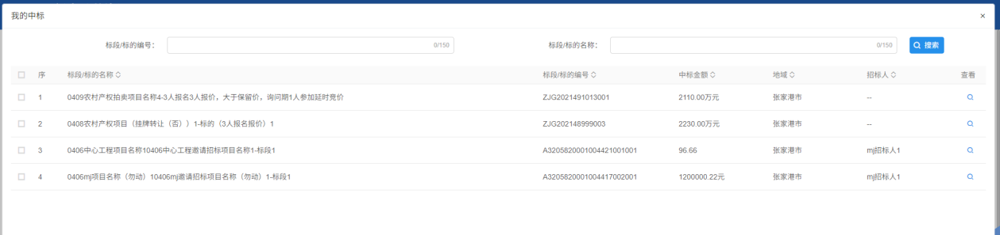 我的中标 ×
标段/标的编号： 0/150 标段/标的名称： 0/150 搜索
序 标段/标的名称 标段/标的编号 中标金额 地域 招标人 查看
1 0409农村产权拍卖项目名称4-3人报名3人报价，大于保留价，询问期1人参加延时竞价 ZJG2021491013001 2110.00万元 张家港市 --
2 0408农村产权项目（挂牌转让（否））1-标的（3人报名报价）1 ZJG202148999003 2230.00万元 张家港市 --
3 0406中心工程项目名称10406中心工程邀请招标项目名称1-标段1 A3205820001004421001001 96.66 张家港市 mj招标人1
4 0406mj项目名称（勿动）10406mj邀请招标项目名称（勿动）1-标段1 A3205820001004417002001 1200000.22元 张家港市 mj招标人1